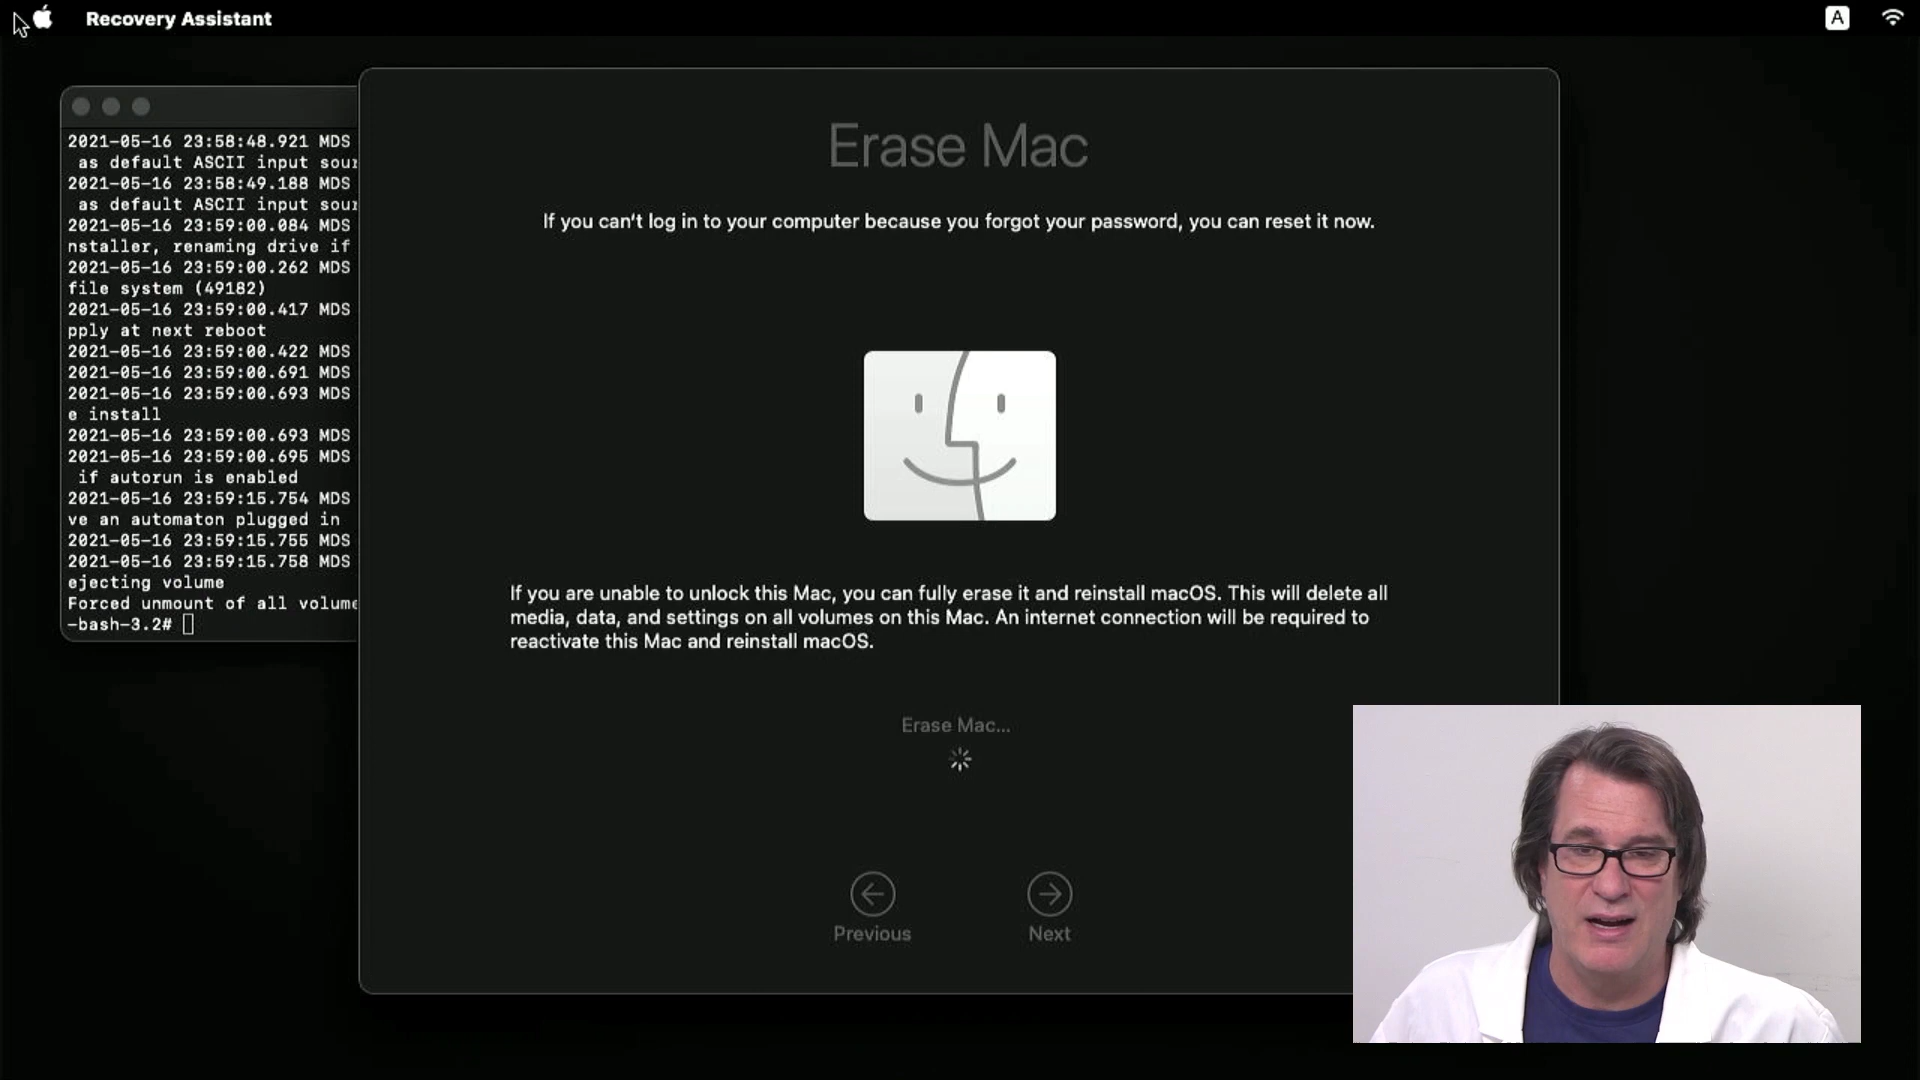 Recovery Assistant
A
2021-05-16 23:58:48.921 MDS
as default ASCII input sour
2021-05-16 23:58:49.188 MDS
as default ASCII input sour
2021-05-16 23:59:00.084 MDS
nstaller, renaming drive if
2021-05-16 23:59:00.262 MDS
file system (49182)
2021-05-16 23:59:00.417 MDS
pply at next reboot
2021-05-16 23:59:00.422 MDS
2021-05-16 23:59:00.691 MDS
2021-05-16 23:59:00.693 MDS
e install
2021-05-16 23:59:00.693 MDS
2021-05-16 23:59:00.695 MDS
if autorun is enabled
2021-05-16 23:59:15.754 MDS
ve an automaton plugged in
2021-05-16 23:59:15.755 MDS
2021-05-16 23:59:15.758 MDS
ejecting volume
Forced unmount of all volume
-bash-3.2#
Erase Mac
If you can't log in to your computer because you forgot your password, you can reset it now.
If you are unable to unlock this Mac, you can fully erase it and reinstall macOS. This will delete all
media, data, and settings on all volumes on this Mac. An internet connection will be required to
reactivate this Mac and reinstall macOS.
Erase Mac...
Previous
Next